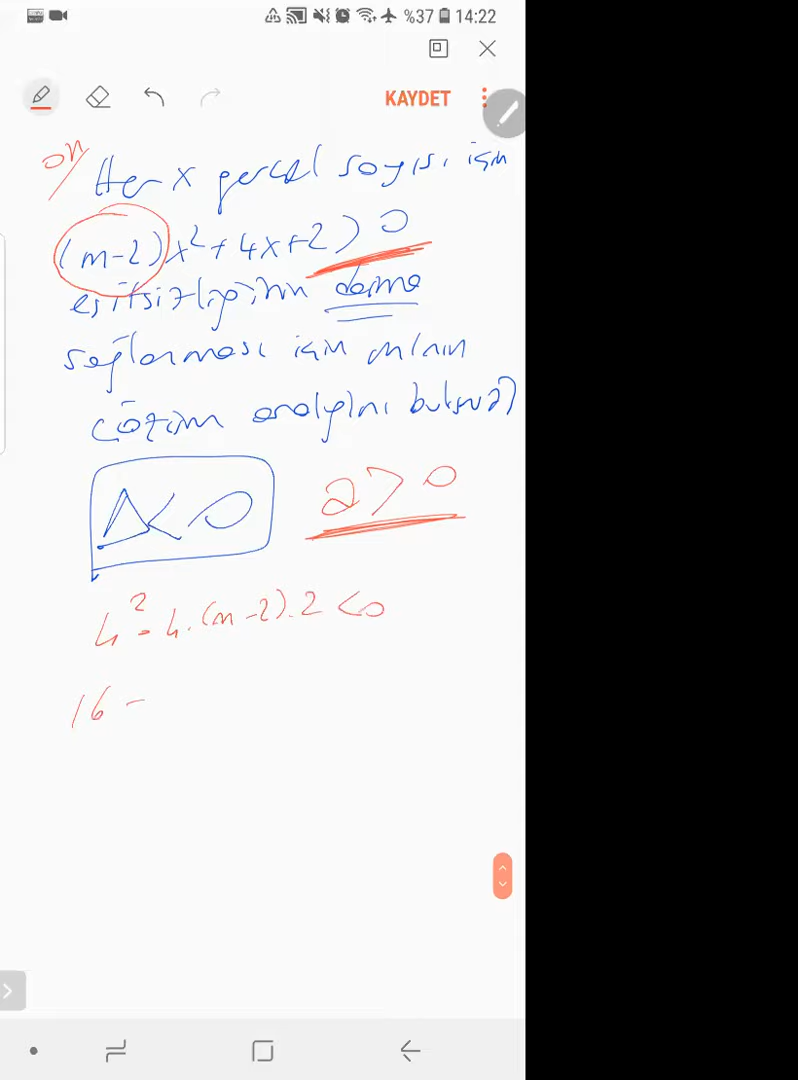 %37 14:22
KAYDET
ör/ Her x gerçel sayısı için
(m-2)x²+4x+2>0
eşitsizliğinin daima
sağlanması için m'nin
çözüm aralığını bulunuz?
Δ<0 a>0
4²-4.(m-2).2<0
16 -